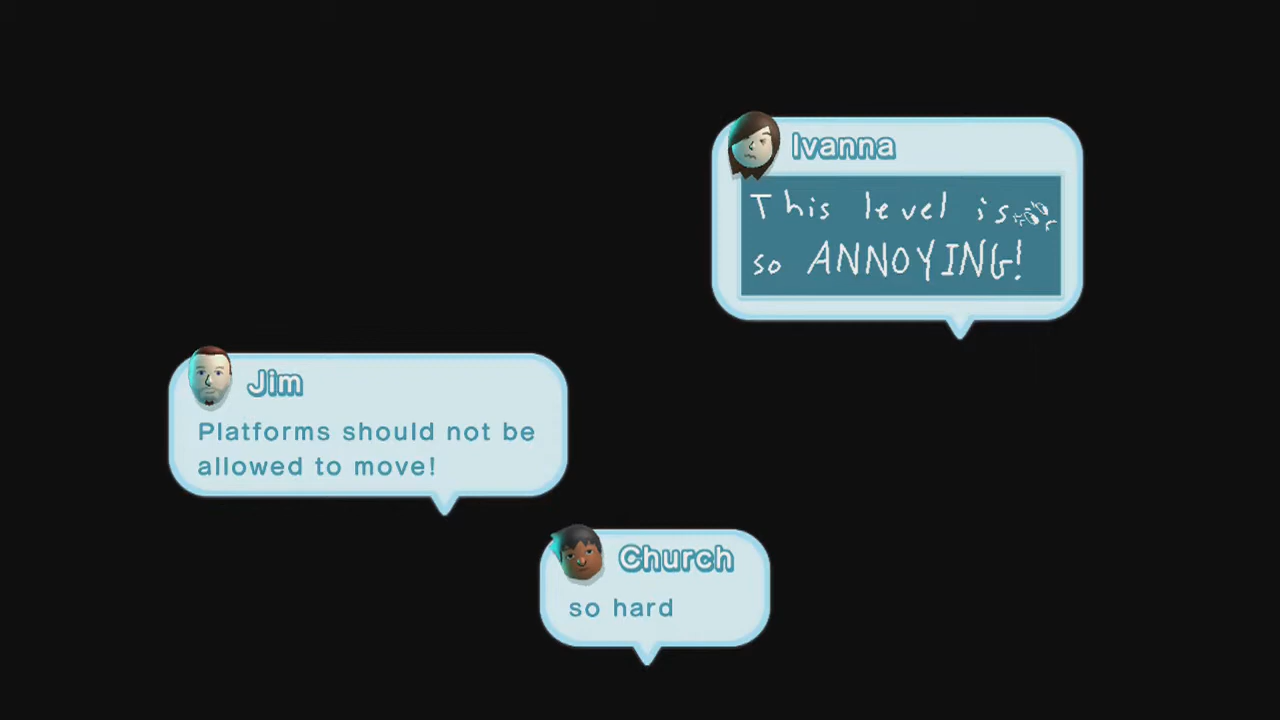 Ivanna
This level is
so ANNOYING!
Jim
Platforms should not be
allowed to move!
Church
so hard